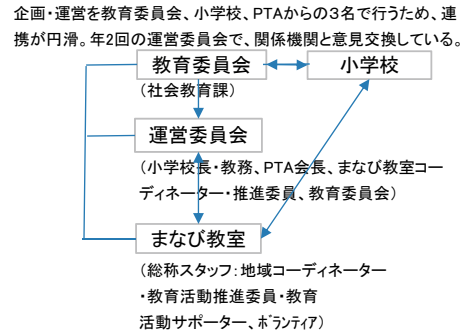 企画・運営を教育委員会、小学校、PTAからの3名で行うため、連
携が円滑。年2回の運営委員会で、関係機関と意見交換している。
教育委員会
小学校
(社会教育課)
運営委員会
(小学校長・教務、PTA会長、まなび教室コー
ディネーター・推進委員、教育委員会)
まなび教室
(総称スタッフ:地域コーディネーター
・教育活動推進委員・教育
活動サポーター、ボランティア)